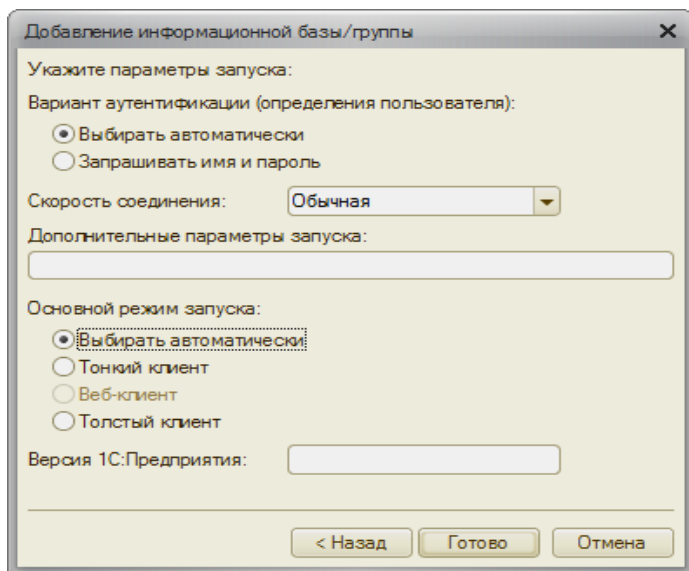 Добавление информационной базы/группы
Укажите параметры запуска:
Вариант аутентификации (определения пользователя):
Выбирать автоматически
Запрашивать имя и пароль
Скорость соединения: Обычная
Дополнительные параметры запуска:
Основной режим запуска:
Выбирать автоматически
Тонкий клиент
Веб-клиент
Толстый клиент
Версия 1С:Предприятия:
< Назад Готово Отмена